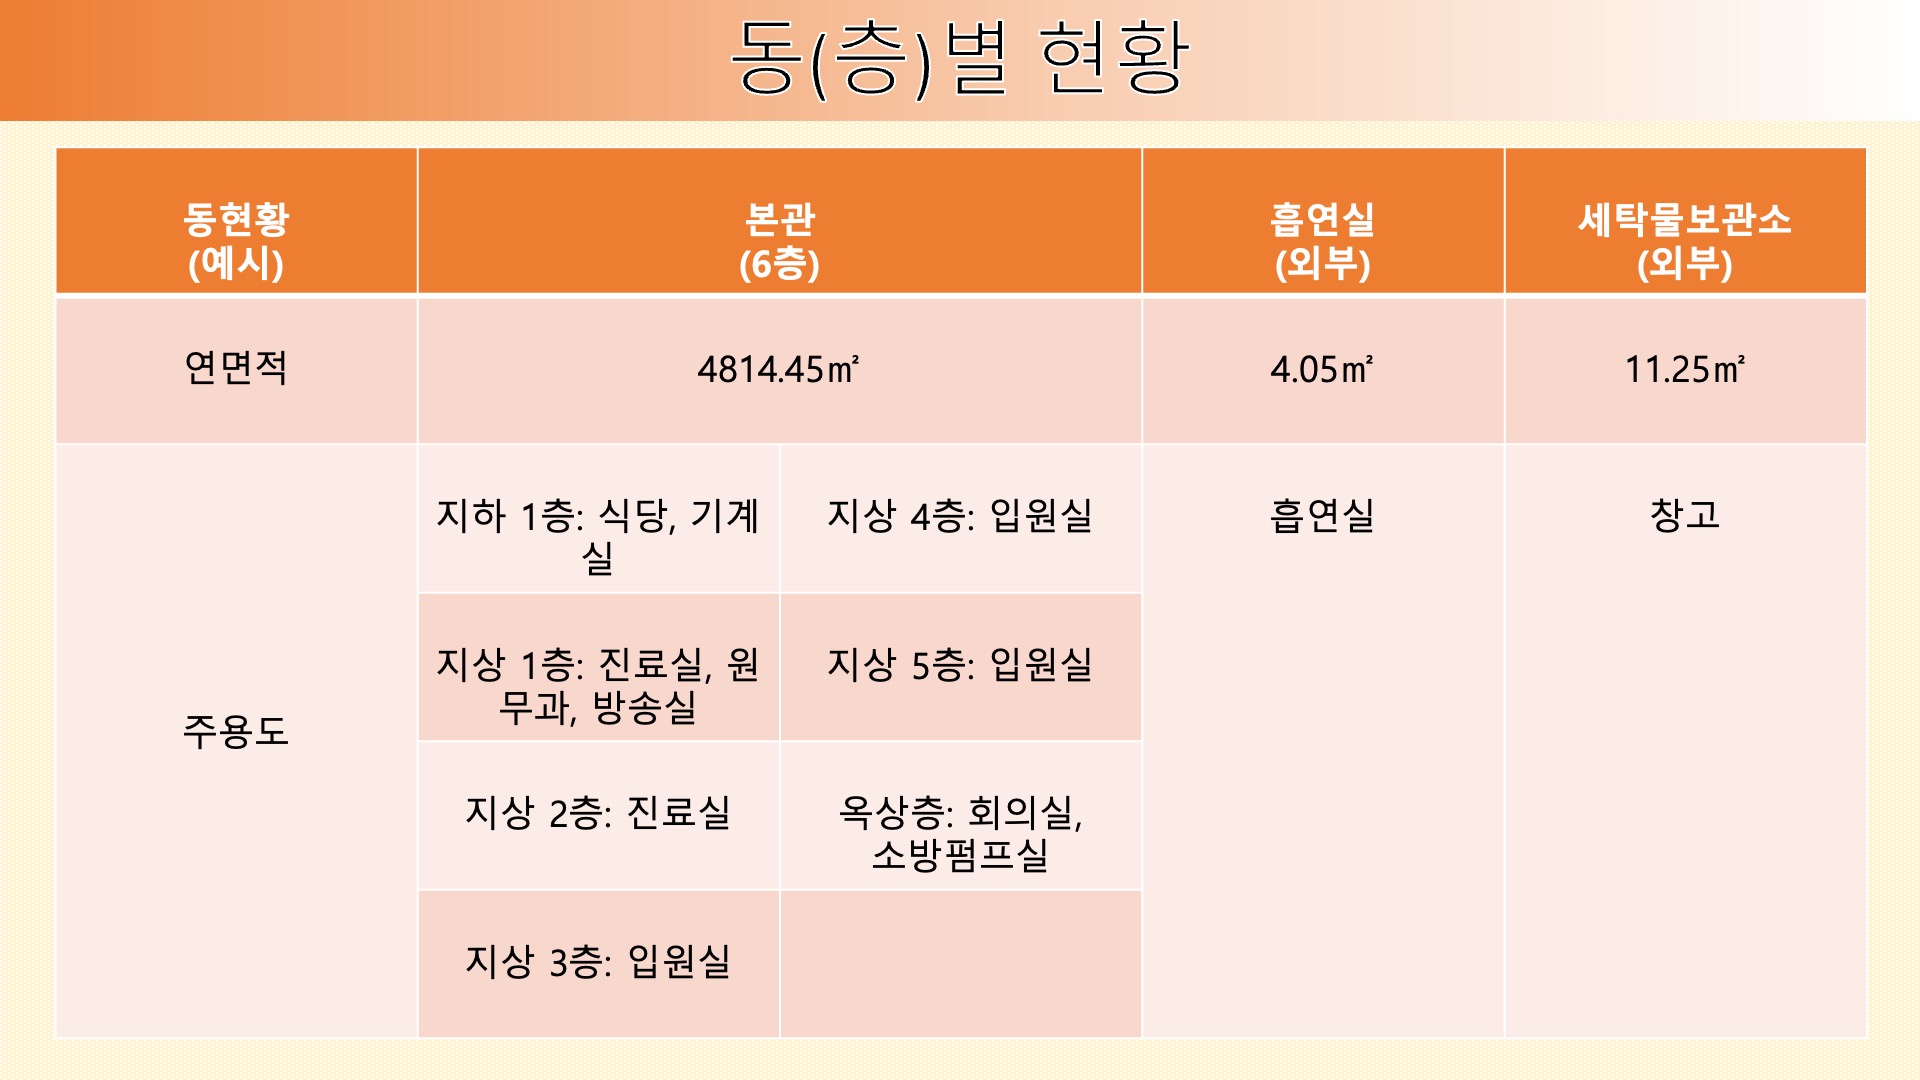 동(층)별 현황
동현황
(예시)
본관
(6층)
흡연실
(외부)
세탁물보관소
(외부)
연면적
4814.45㎡
4.05㎡
11.25㎡
주용도
지하 1층: 식당, 기계
실
지상 4층: 입원실
흡연실
창고
지상 1층: 진료실, 원
무과, 방송실
지상 5층: 입원실
지상 2층: 진료실
옥상층: 회의실,
소방펌프실
지상 3층: 입원실